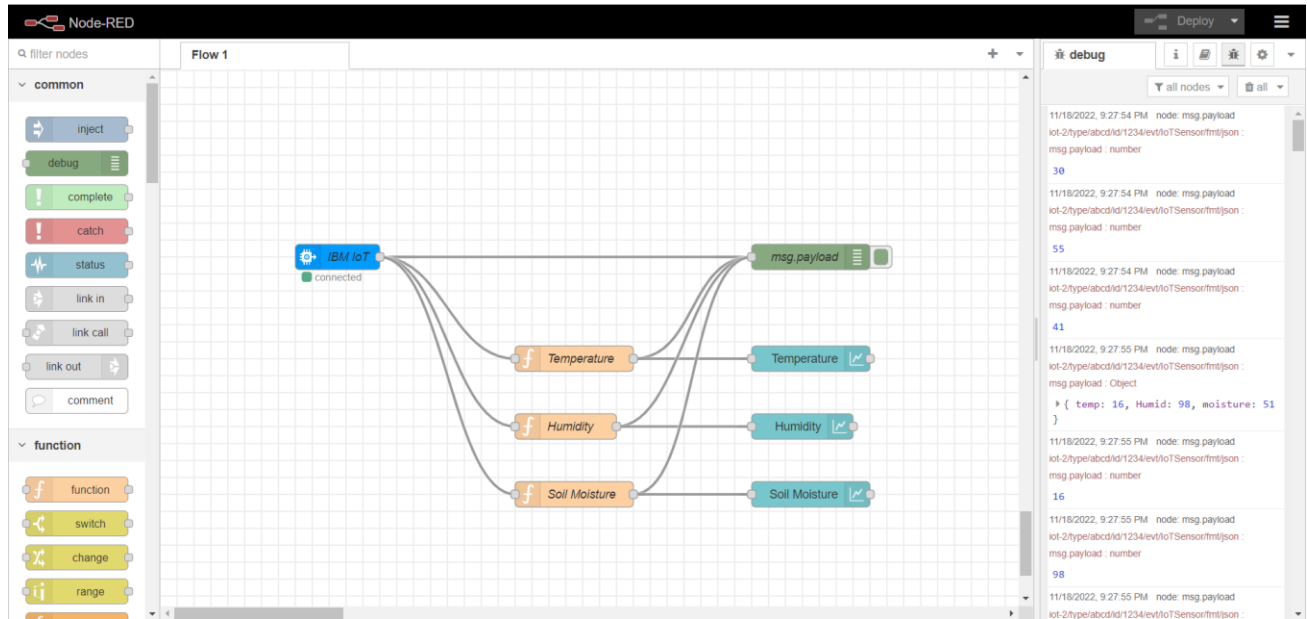 Node-RED
Deploy
filter nodes
Flow 1
debug
i
common
all nodes
all
inject
debug
complete
catch
status
link in
link call
link out
comment
function
function
switch
change
range
IBM IoT
connected
msg.payload
Temperature
Temperature
Humidity
Humidity
Soil Moisture
Soil Moisture
11/18/2022, 9:27:54 PM node: msg.payload
iot-2/type/abcd/id/1234/evt/IoTSensor/fmt/json :
msg.payload : number
30
11/18/2022, 9:27:54 PM node: msg.payload
iot-2/type/abcd/id/1234/evt/IoTSensor/fmt/json :
msg.payload : number
55
11/18/2022, 9:27:54 PM node: msg.payload
iot-2/type/abcd/id/1234/evt/IoTSensor/fmt/json :
msg.payload : number
41
11/18/2022, 9:27:55 PM node: msg.payload
iot-2/type/abcd/id/1234/evt/IoTSensor/fmt/json :
msg.payload : Object
{ temp: 16, Humid: 98, moisture: 51
}
11/18/2022, 9:27:55 PM node: msg.payload
iot-2/type/abcd/id/1234/evt/IoTSensor/fmt/json :
msg.payload : number
16
11/18/2022, 9:27:55 PM node: msg.payload
iot-2/type/abcd/id/1234/evt/IoTSensor/fmt/json :
msg.payload : number
98
11/18/2022, 9:27:55 PM node: msg.payload
iot-2/type/abcd/id/1234/evt/IoTSensor/fmt/json :